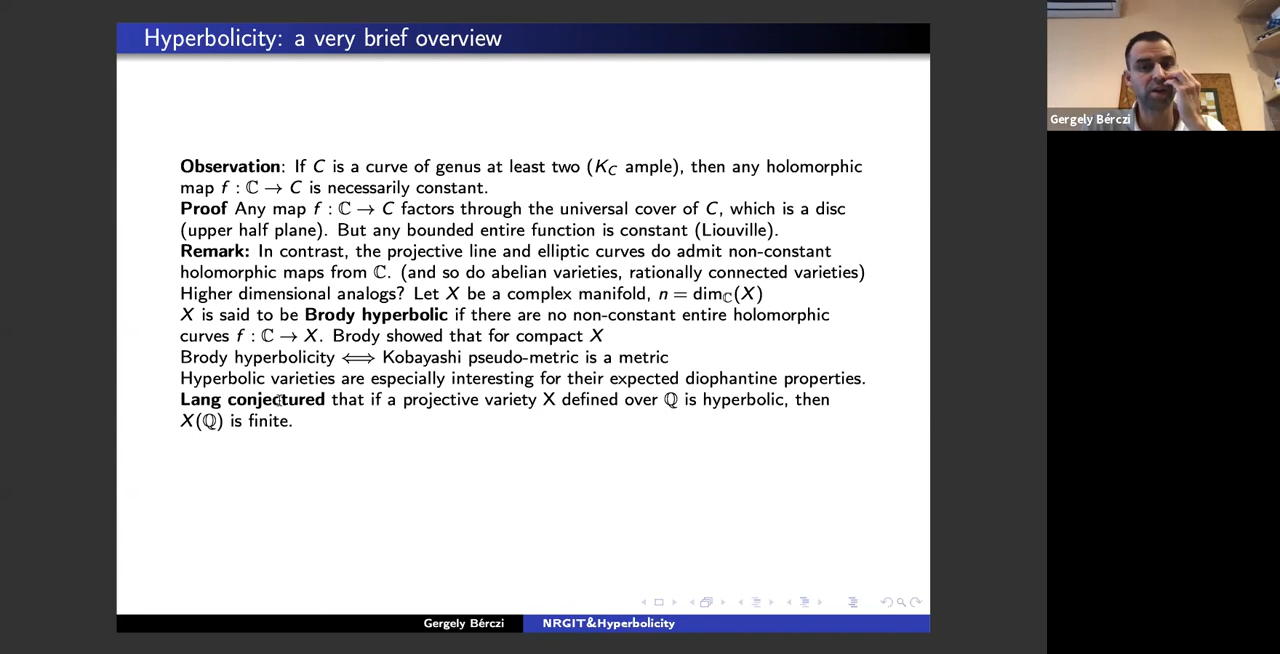 Hyperbolicity: a very brief overview
Observation: If C is a curve of genus at least two (K_C ample), then any holomorphic
map f : ℂ → C is necessarily constant.
Proof Any map f : ℂ → C factors through the universal cover of C, which is a disc
(upper half plane). But any bounded entire function is constant (Liouville).
Remark: In contrast, the projective line and elliptic curves do admit non-constant
holomorphic maps from ℂ. (and so do abelian varieties, rationally connected varieties)
Higher dimensional analogs? Let X be a complex manifold, n = dim_ℂ(X)
X is said to be Brody hyperbolic if there are no non-constant entire holomorphic
curves f : ℂ → X. Brody showed that for compact X
Brody hyperbolicity ⟺ Kobayashi pseudo-metric is a metric
Hyperbolic varieties are especially interesting for their expected diophantine properties.
Lang conjectured that if a projective variety X defined over ℚ is hyperbolic, then
X(ℚ) is finite.
Gergely Bérczi
NRGIT&Hyperbolicity
Gergely Bérczi